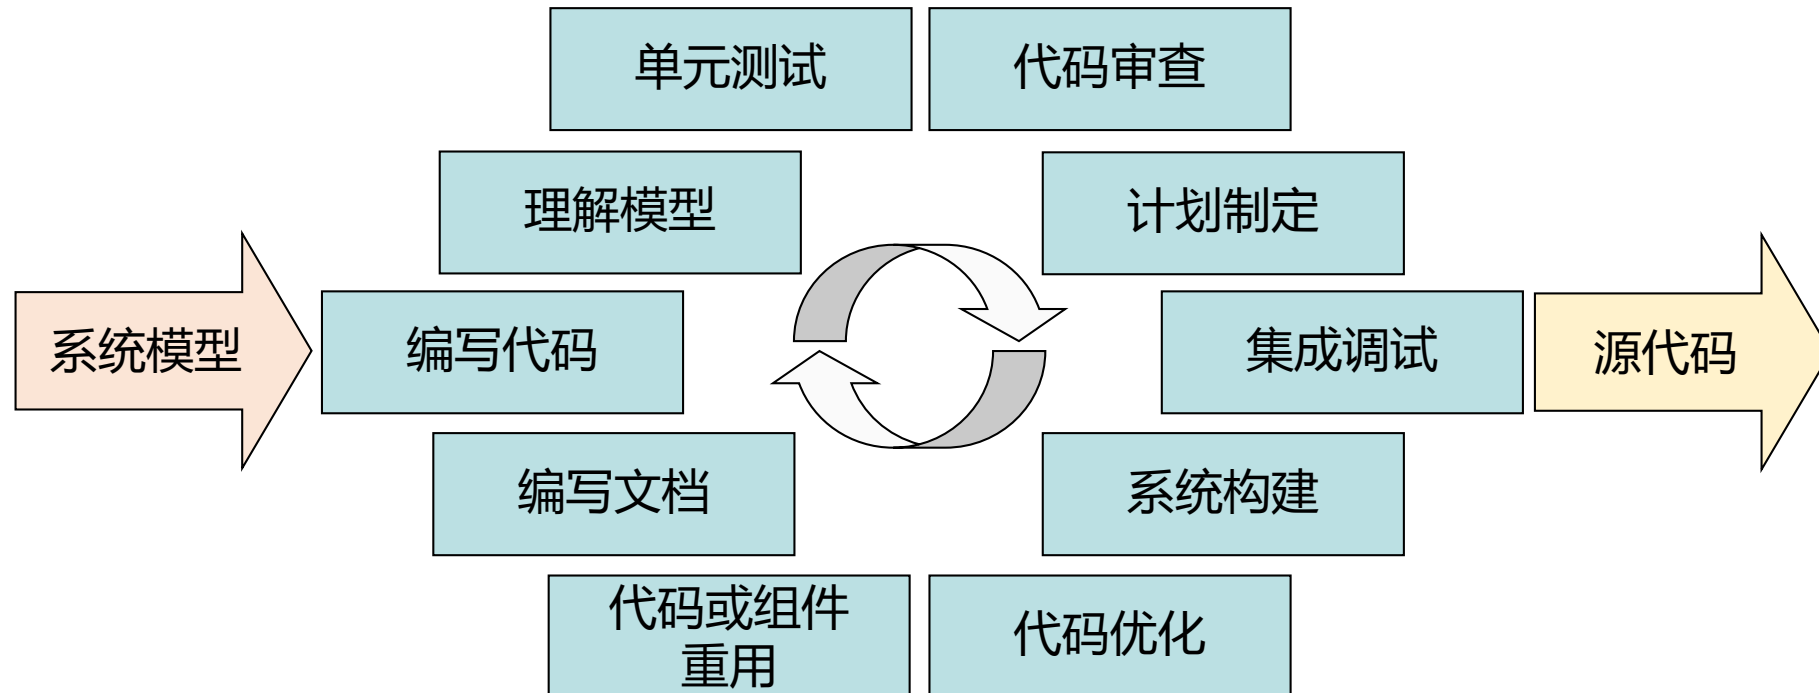 单元测试
代码审查
理解模型
计划制定
系统模型
编写代码
集成调试
源代码
编写文档
系统构建
代码或组件
重用
代码优化